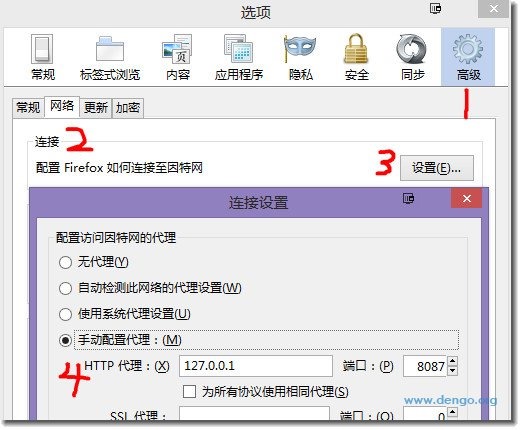 选项
常规 标签式浏览 内容 应用程序 隐私 安全 同步 高级
1
常规 网络 更新 加密
连接 2
配置 Firefox 如何连接至因特网 3 设置(E)...
连接设置
配置访问因特网的代理
无代理(Y)
自动检测此网络的代理设置(W)
使用系统代理设置(U)
手动配置代理：(M)
4 HTTP 代理：(X) 127.0.0.1 端口：(P) 8087
为所有协议使用相同代理(S)
www.dengo.org
SSL 代理： 端口：(O) 0